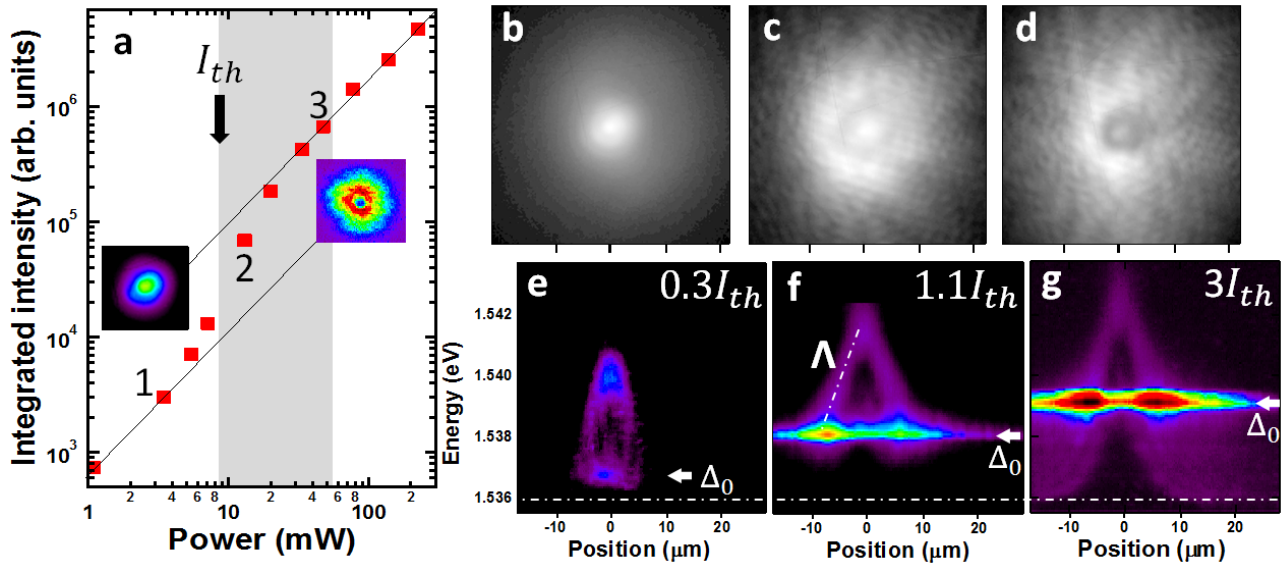 a
I_th
1
2
3
Integrated intensity (arb. units)
10^6
10^5
10^4
10^3
1 2 4 6 8 10 2 4 6 8 100 2
Power (mW)
b
c
d
e 0.3I_th
f 1.1I_th
g 3I_th
Energy (eV)
1.542
1.540
1.538
1.536
Λ
Δ_0
Δ_0
Δ_0
-10 0 10 20
Position (μm)
-10 0 10 20
Position (μm)
-10 0 10 20
Position (μm)